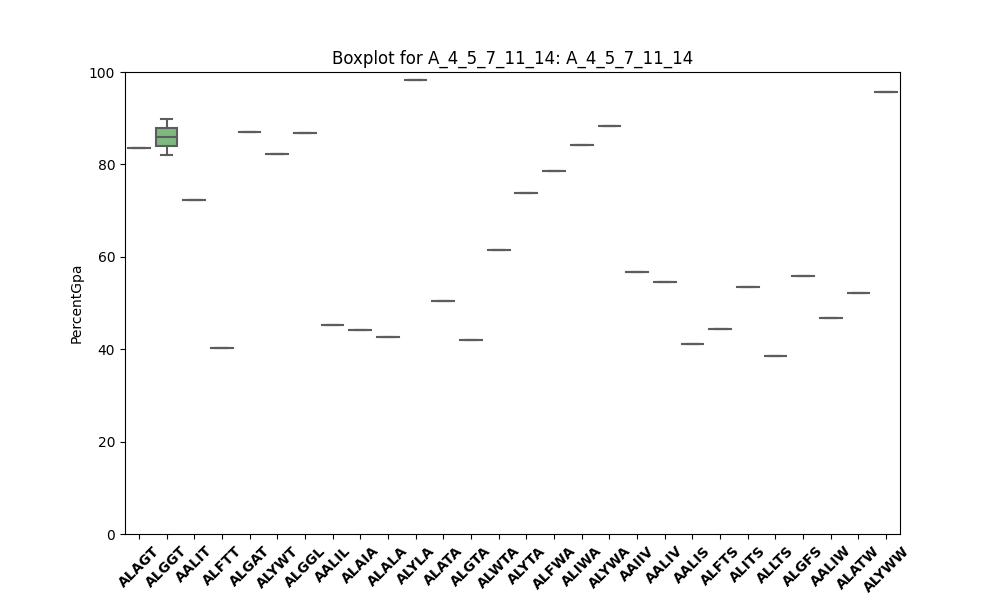 Boxplot for A_4_5_7_11_14: A_4_5_7_11_14
PercentGpa
100
80
60
40
20
0
ALAGT
ALGGT
AALIT
ALFTT
ALGAT
ALYWT
ALGGL
AALIL
ALAIA
ALALA
ALYLA
ALATA
ALGTA
ALWTA
ALYTA
ALFWA
ALIWA
ALYWA
AAIIV
AALIV
AALIS
ALFTS
ALITS
ALLTS
ALGFS
AALIW
ALATW
ALYWW